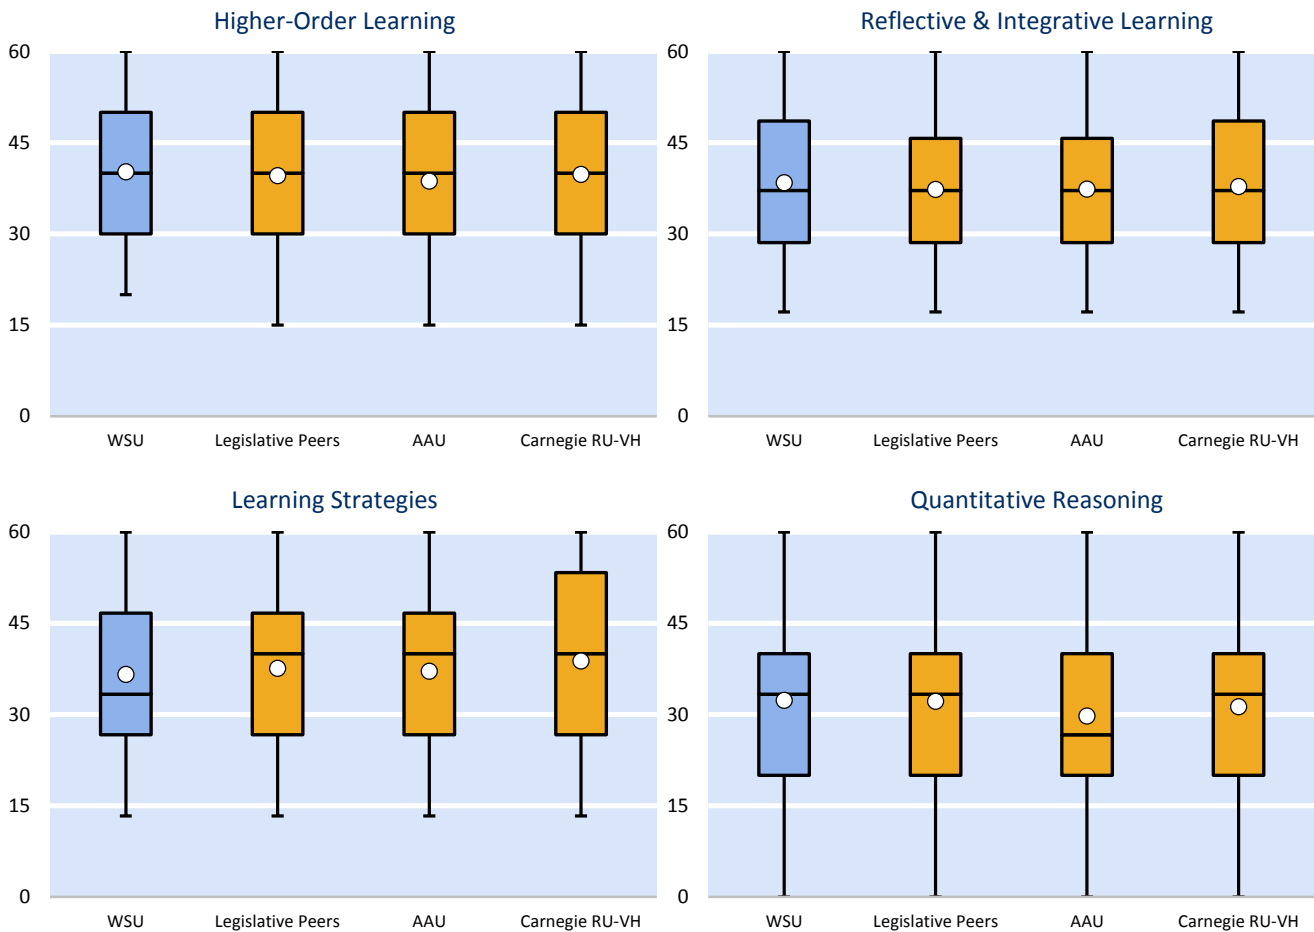 Higher-Order Learning
60
45
30
15
0
WSU Legislative Peers AAU Carnegie RU-VH
Reflective & Integrative Learning
60
45
30
15
0
WSU Legislative Peers AAU Carnegie RU-VH
Learning Strategies
60
45
30
15
0
WSU Legislative Peers AAU Carnegie RU-VH
Quantitative Reasoning
60
45
30
15
0
WSU Legislative Peers AAU Carnegie RU-VH